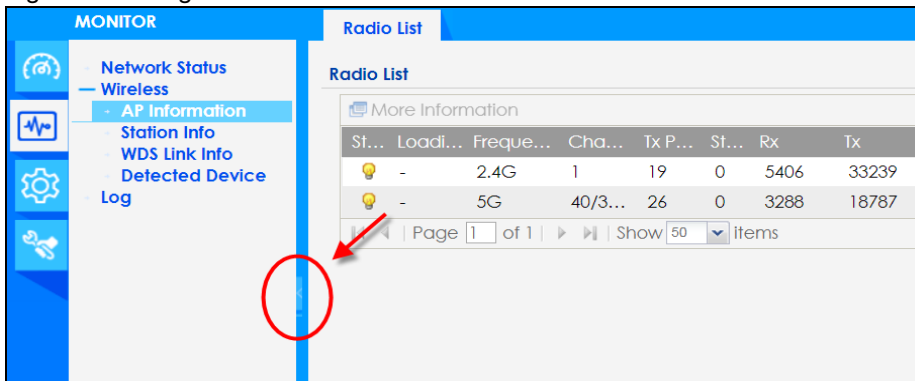 MONITOR
Radio List
Network Status
Wireless
AP Information
Station Info
WDS Link Info
Detected Device
Log
Radio List
More Information
St... Loadi... Freque... Cha... Tx P... St... Rx Tx
- 2.4G 1 19 0 5406 33239
- 5G 40/3... 26 0 3288 18787
Page 1 of 1 Show 50 items